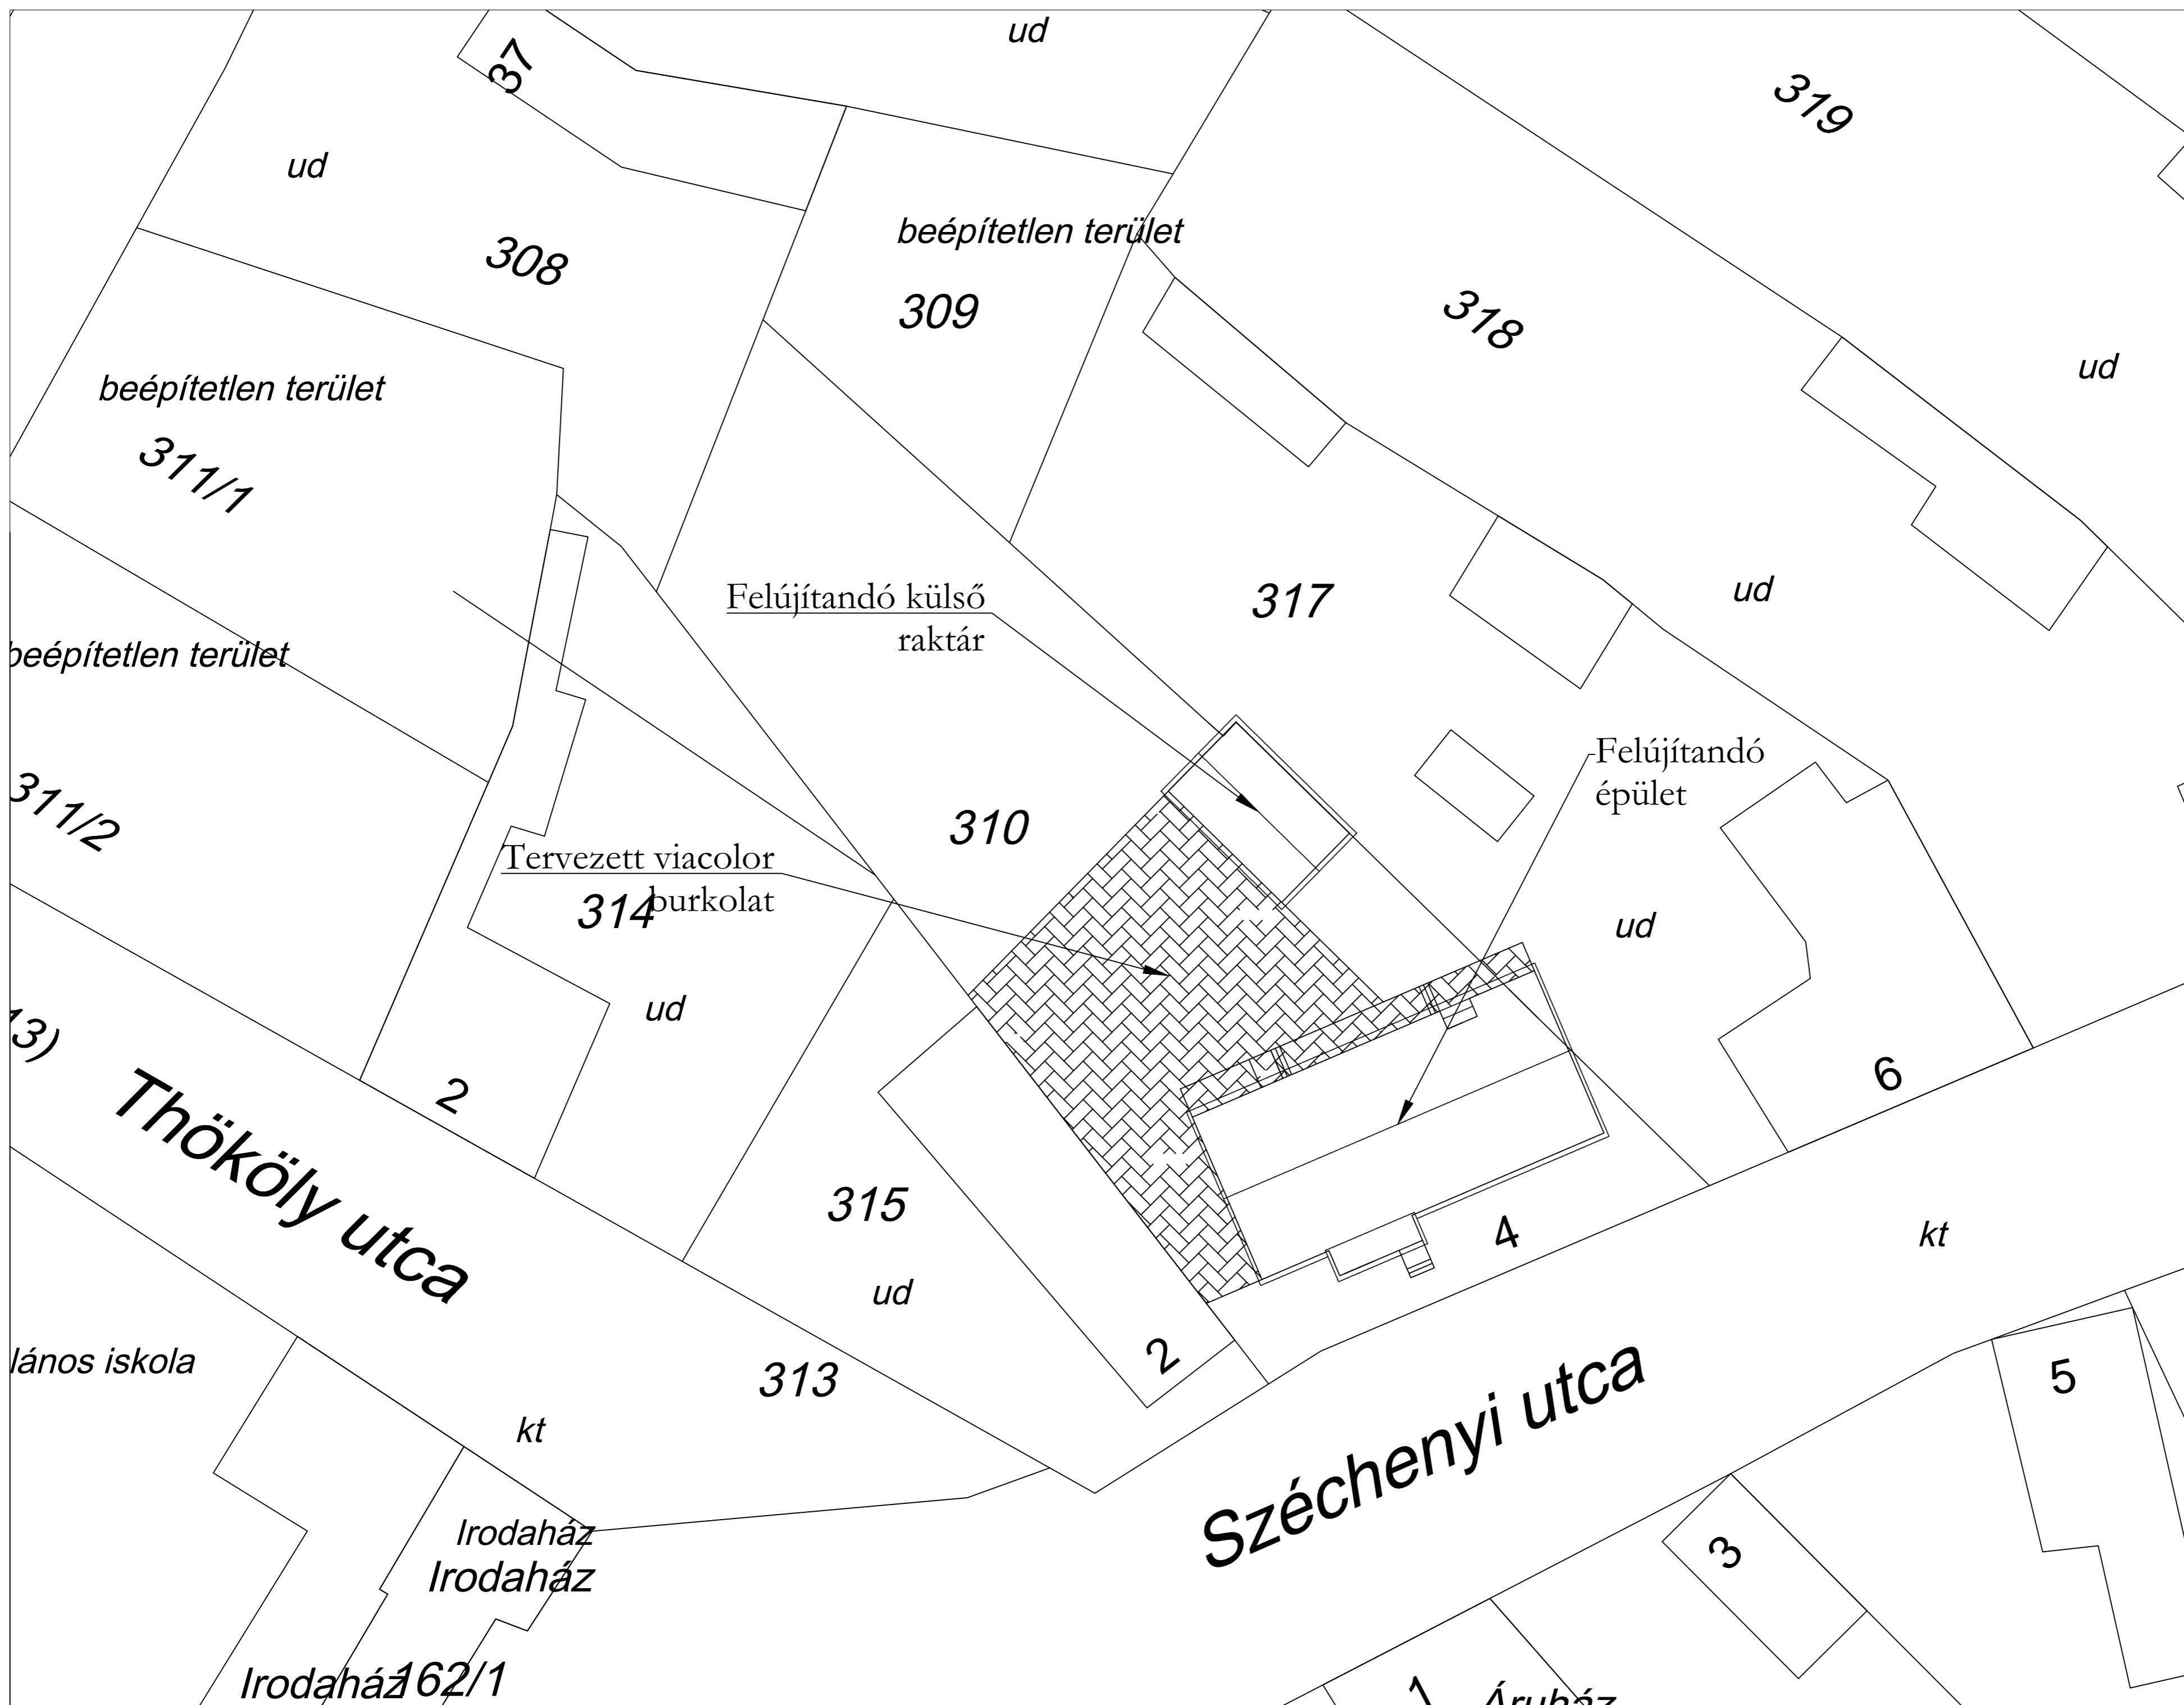 ud
37
319
ud
beépítetlen terület
308
309
318
ud
beépítetlen terület
311/1
Felújítandó külső
raktár
317
ud
beépítetlen terület
Felújítandó
épület
311/2
310
Tervezett viacolor
burkolat
314
ud
ud
13)
Thököly utca
2
6
315
4
kt
ud
2
313
Széchenyi utca
5
lános iskola
kt
Irodaház
Irodaház
3
Irodaház
162/1
1
Áruház